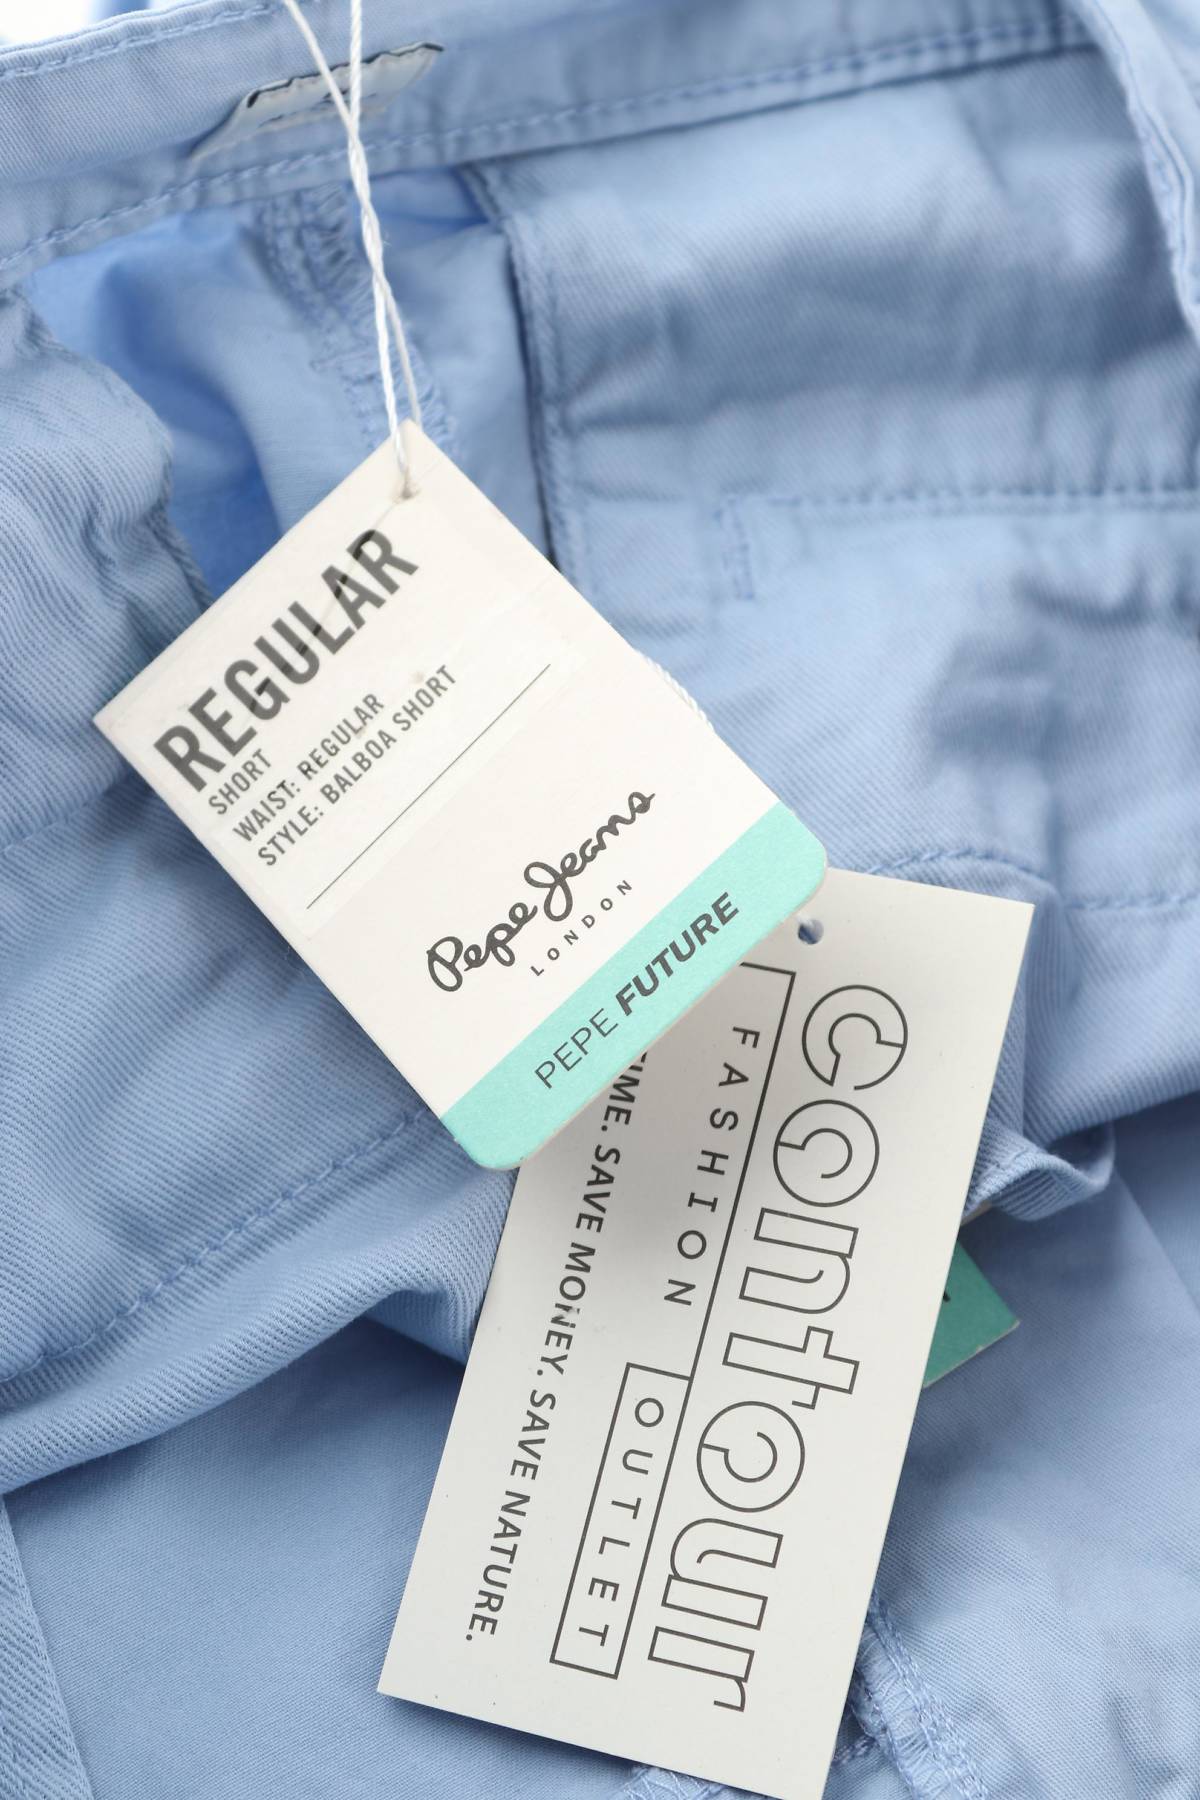 REGULAR
SHORT
WAIST: REGULAR
STYLE: BALBOA SHORT
Pepe Jeans
LONDON
PEPE FUTURE
contour
FASHION
OUTLET
SAVE MONEY. SAVE NATURE.